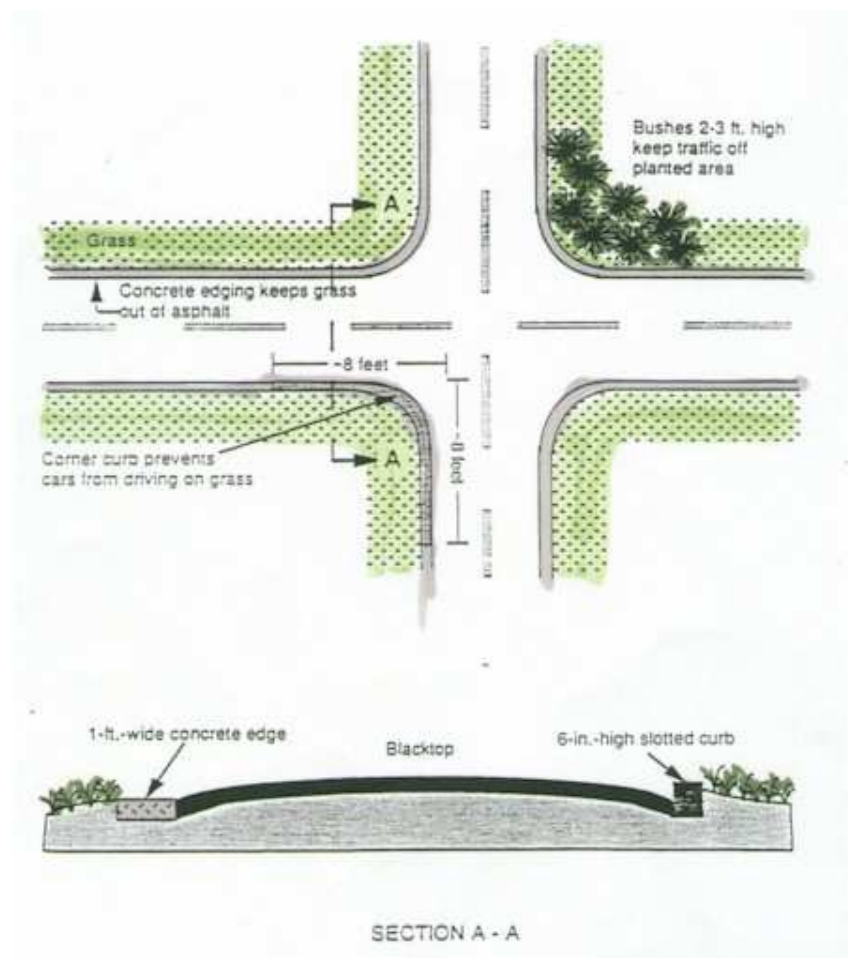 Bushes 2-3 ft. high
keep traffic off
planted area
A
Grass
Concrete edging keeps grass
out of asphalt
~8 feet
Corner curb prevents
cars from driving on grass
A
~8 feet
1-ft.-wide concrete edge
Blacktop
6-in.-high slotted curb
SECTION A - A